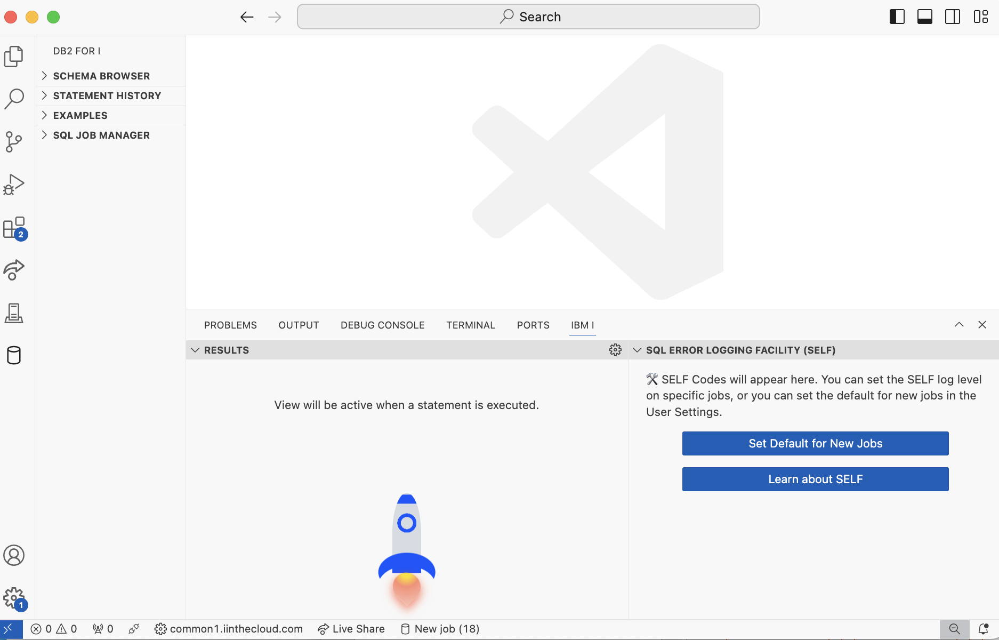 Search
DB2 FOR I
SCHEMA BROWSER
STATEMENT HISTORY
EXAMPLES
SQL JOB MANAGER
2
1
PROBLEMS OUTPUT DEBUG CONSOLE TERMINAL PORTS IBM I
RESULTS
View will be active when a statement is executed.
SQL ERROR LOGGING FACILITY (SELF)
SELF Codes will appear here. You can set the SELF log level
on specific jobs, or you can set the default for new jobs in the
User Settings.
Set Default for New Jobs
Learn about SELF
0 0 0 common1.iinthecloud.com Live Share New job (18)